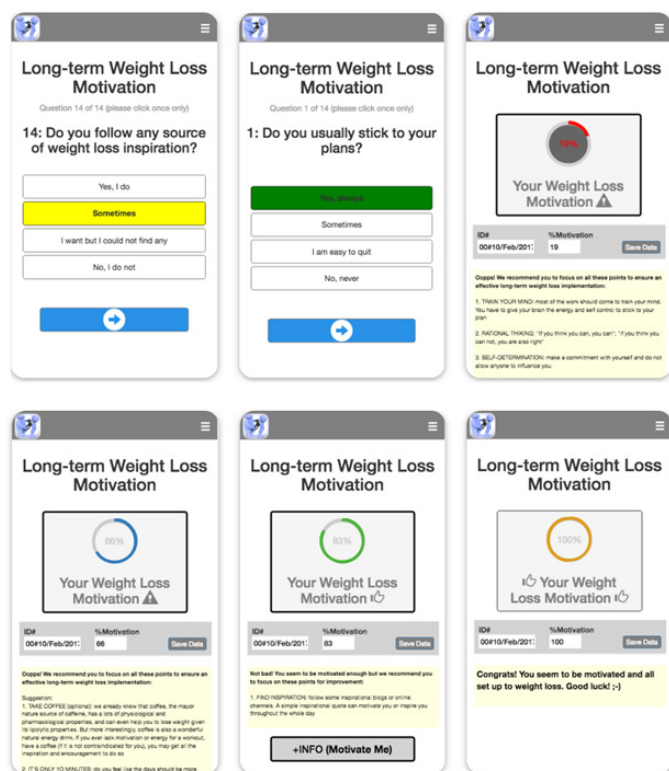 Long-term Weight Loss
Motivation
Question 14 of 14 (please click once only)
14: Do you follow any source
of weight loss inspiration?
Yes, I do
Sometimes
I want but I could not find any
No, I do not
Long-term Weight Loss
Motivation
Question 1 of 14 (please click once only)
1: Do you usually stick to your
plans?
Yes, always
Sometimes
I am easy to quit
No, never
Long-term Weight Loss
Motivation
19%
Your Weight Loss
Motivation
ID# %Motivation
00#10/Feb/201: 19 Save Data
Oopps! We recommend you to focus on all these points to ensure an
effective long-term weight loss implementation:
1. TRAIN YOUR MIND: most of the work should come to train your mind.
You have to give your brain the energy and self control to stick to your
plan
2. RATIONAL THIKING: "If you think you can, you can"; "if you think you
can not, you are also right"
3. SELF-DETERMINATION: make a commitment with yourself and do not
allow anyone to influence you
Long-term Weight Loss
Motivation
66%
Your Weight Loss
Motivation
ID# %Motivation
00#10/Feb/201: 66 Save Data
Oopps! We recommend you to focus on all these points to ensure an
effective long-term weight loss implementation:
Suggestion:
1. TAKE COFFEE (optional): we already know that coffee, the mayor
nature source of caffeine, has a lots of physiological and
pharmacological properties, and can even help you to lose weight given
its lipolytic properties. But more interestingly, coffee is also a wonderful
natural energy drink. If you ever lack motivation or energy for a workout,
have a coffee (if it is not contraindicated for you), you may get all the
inspiration and encouragement to do so
2. IT'S ONLY 10 MINUTES: do you feel like the days should be more
Long-term Weight Loss
Motivation
83%
Your Weight Loss
Motivation
ID# %Motivation
00#10/Feb/201: 83 Save Data
Not bad! You seem to be motivated enough but we recommend you
to focus on these points for improvement:
1. FIND INSPIRATION: follow some inspirational blogs or online
channels. A simple inspirational quote can motivate you or inspire you
throughout the whole day
+INFO (Motivate Me)
Long-term Weight Loss
Motivation
100%
Your Weight
Loss Motivation
ID# %Motivation
00#10/Feb/201: 100 Save Data
Congrats! You seem to be motivated and all
set up to weight loss. Good luck! ;-)